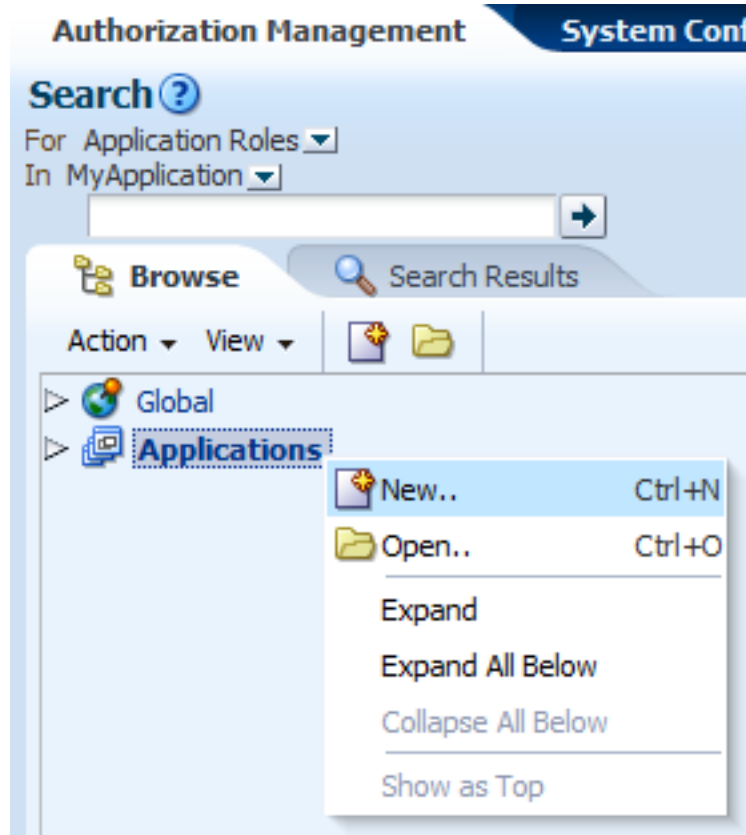 Authorization Management System Conf
Search ?
For Application Roles
In MyApplication
Browse Search Results
Action View
Global
Applications
New.. Ctrl+N
Open.. Ctrl+O
Expand
Expand All Below
Collapse All Below
Show as Top